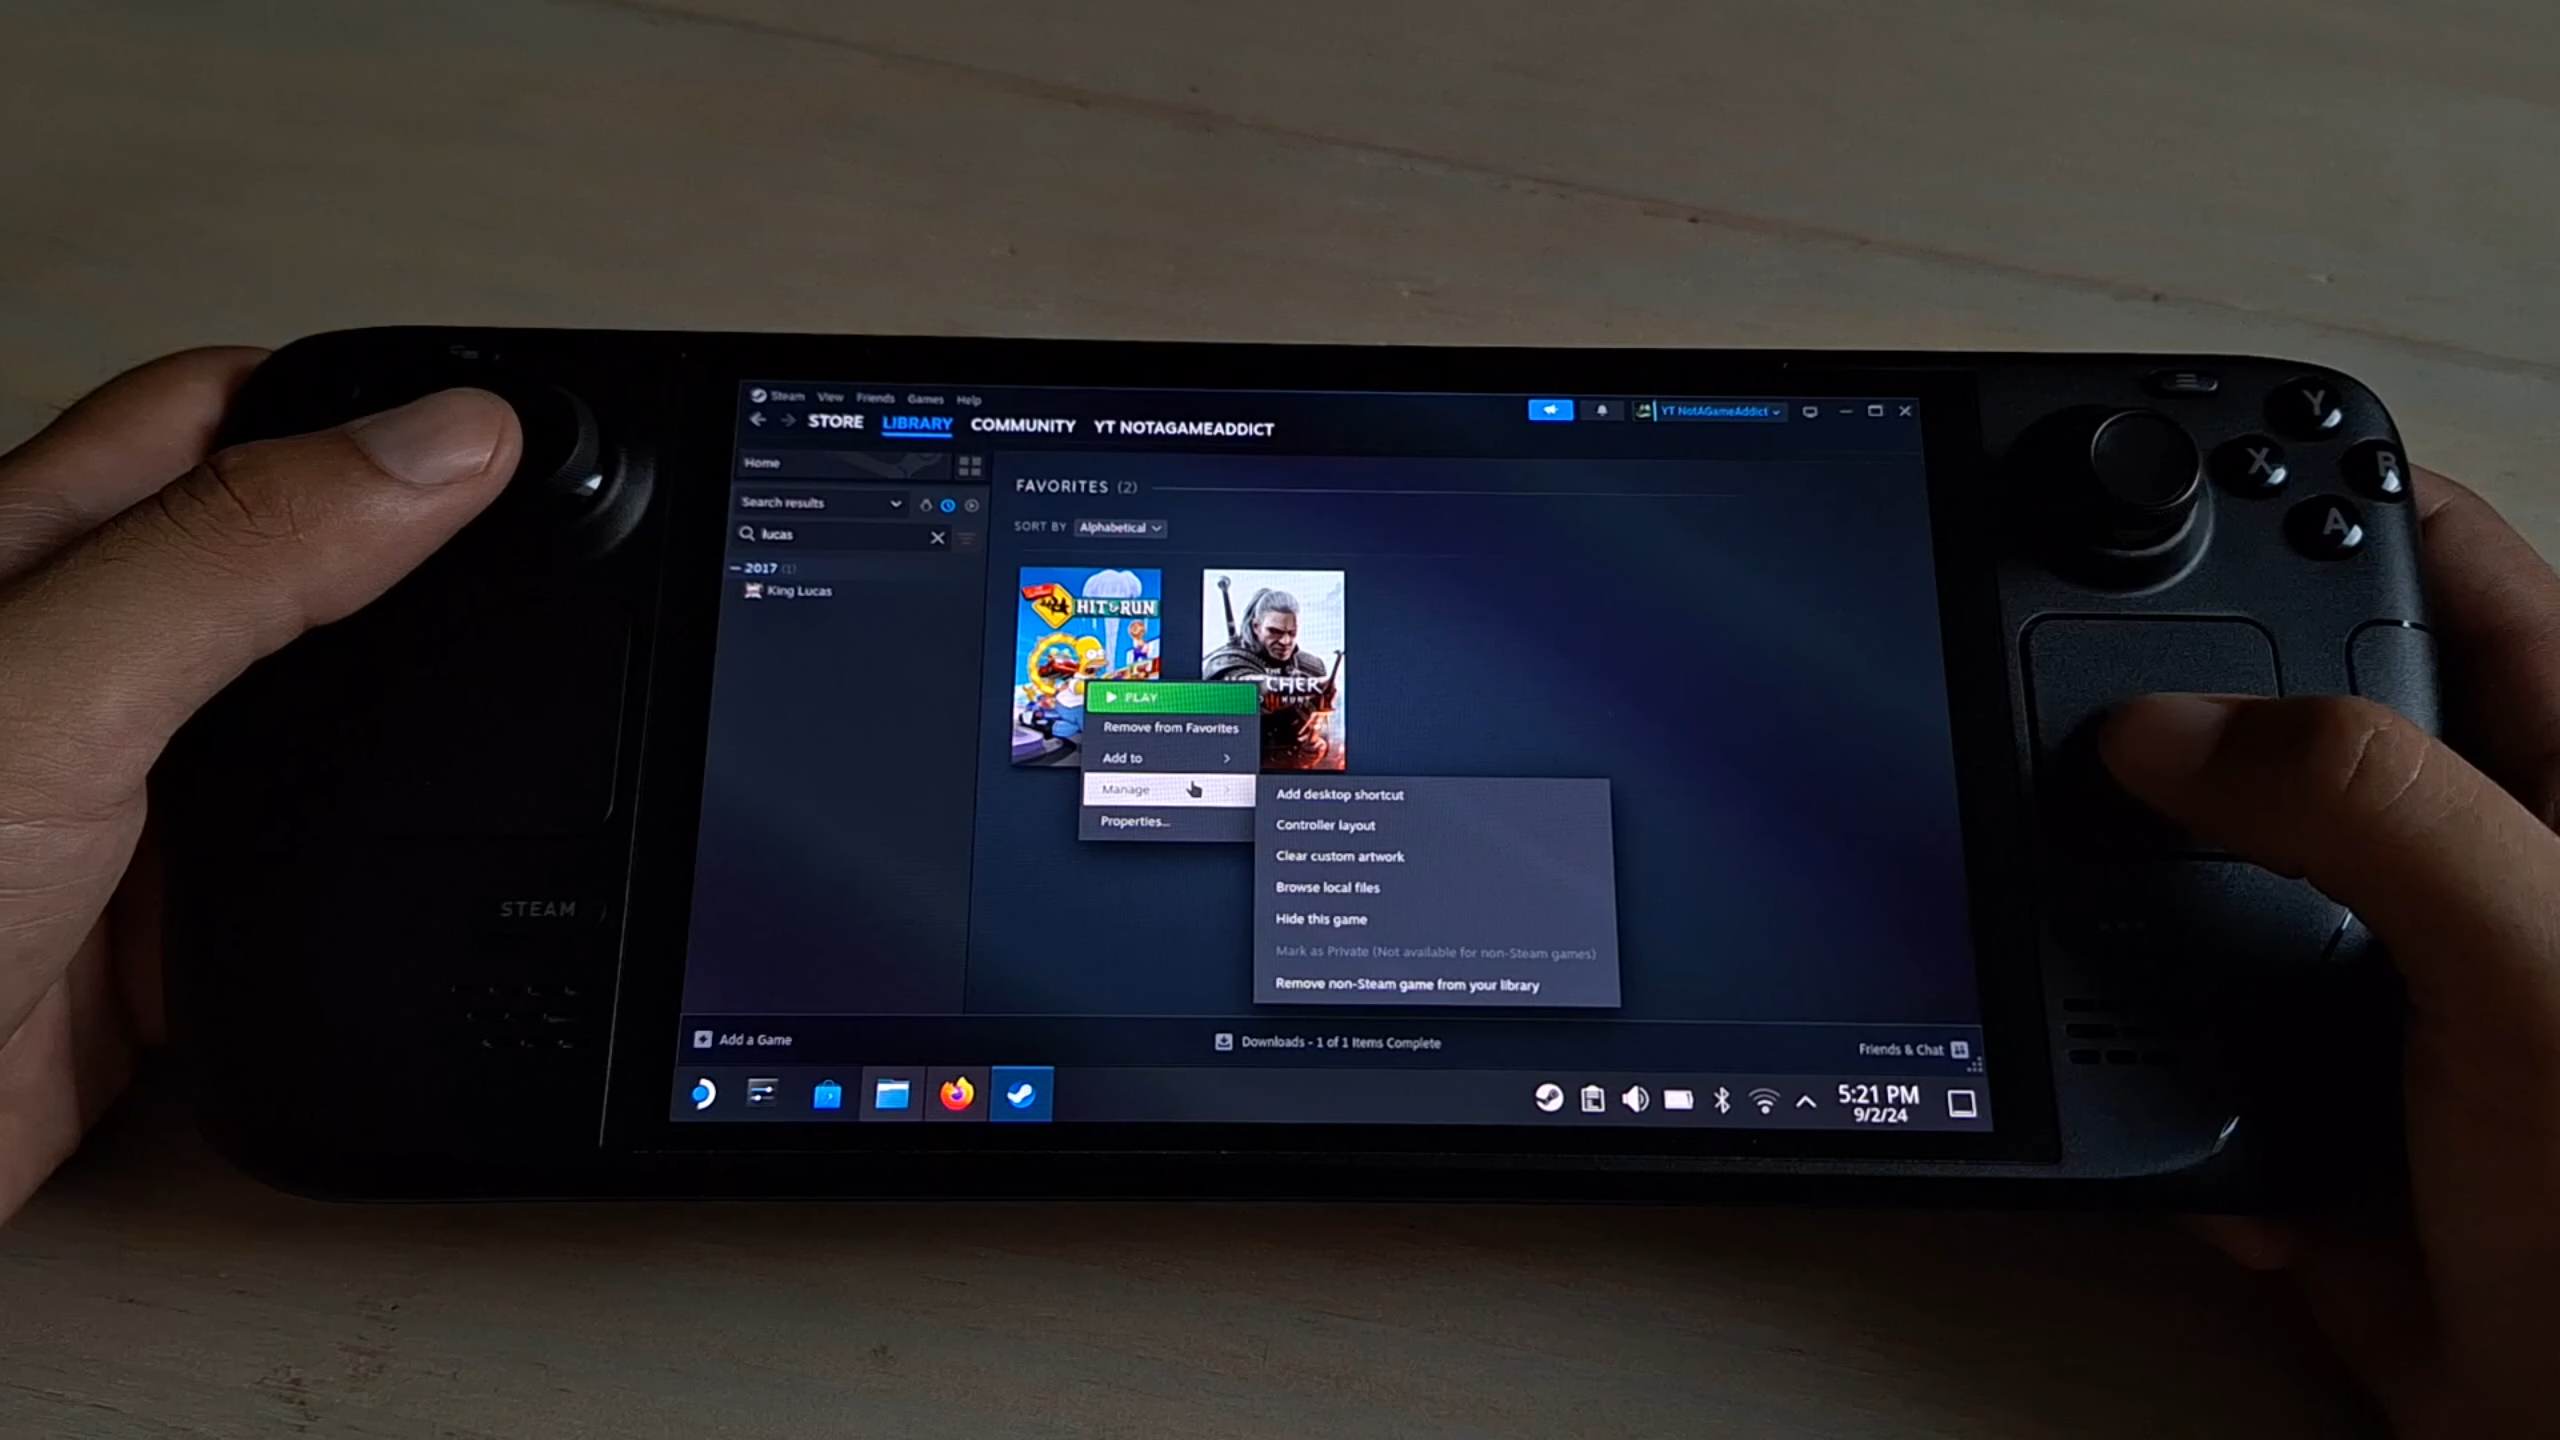 Steam View Friends Games Help
YT NotAGameAddict
STORE LIBRARY COMMUNITY YT NOTAGAMEADDICT
Home
Search results
lucas
2017 (1)
King Lucas
FAVORITES (2)
SORT BY Alphabetical
HIT & RUN
THE
HUNT
PLAY
Remove from Favorites
Add to
Manage
Properties...
Add desktop shortcut
Controller layout
Clear custom artwork
Browse local files
Hide this game
Mark as Private (Not available for non-Steam games)
Remove non-Steam game from your library
Add a Game
Downloads - 1 of 1 Items Complete
Friends & Chat
5:21 PM
9/2/24
STEAM
Y
X
B
A